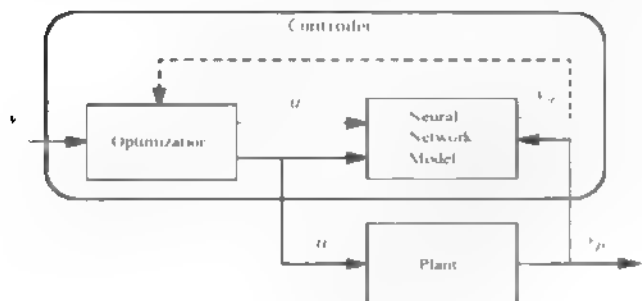 Controller
Optimization
Neural
Network
Model
u
Plant